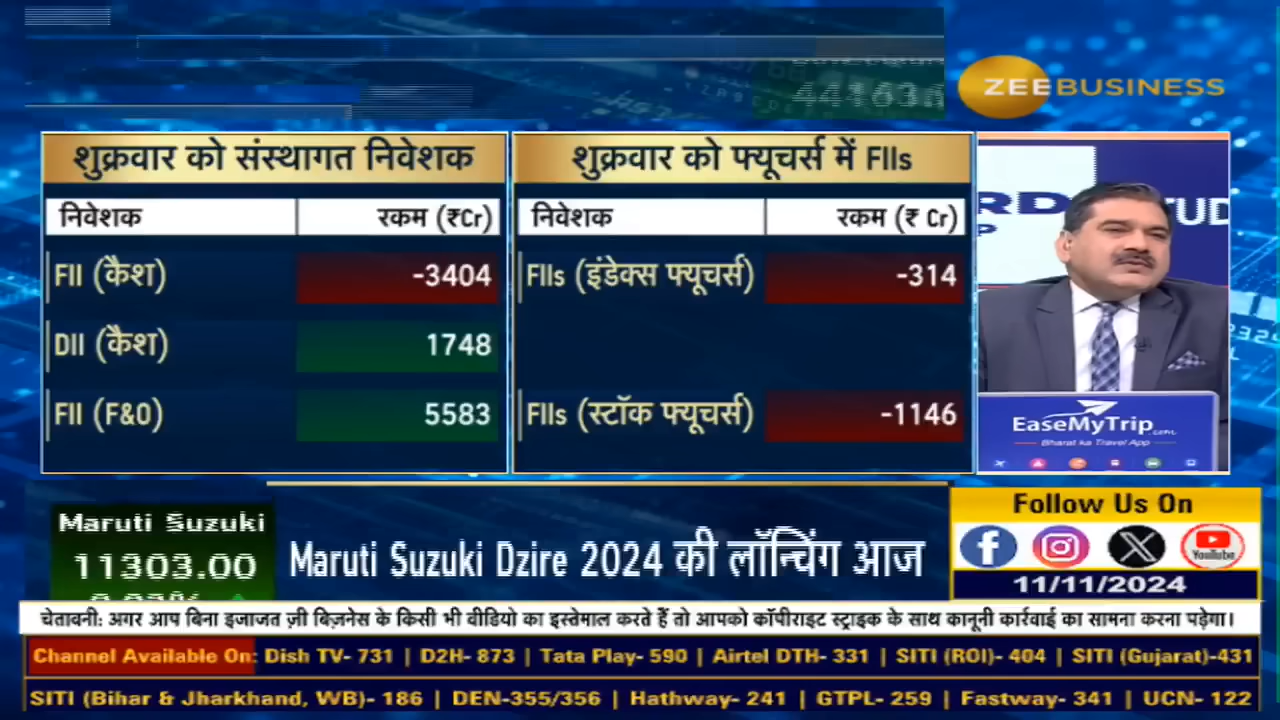 ZEE BUSINESS
शुक्रवार को संस्थागत निवेशक
निवेशक रकम (₹Cr)
FII (कैश) -3404
DII (कैश) 1748
FII (F&O) 5583
शुक्रवार को फ्यूचर्स में FIIs
निवेशक रकम (₹ Cr)
FIIs (इंडेक्स फ्यूचर्स) -314
FIIs (स्टॉक फ्यूचर्स) -1146
EaseMyTrip.com
Bharat ka Travel App
Maruti Suzuki
11303.00
Maruti Suzuki Dzire 2024 की लॉन्चिंग आज
Follow Us On
YouTube
11/11/2024
चेतावनी: अगर आप बिना इजाजत ज़ी बिज़नेस के किसी भी वीडियो का इस्तेमाल करते हैं तो आपको कॉपीराइट स्ट्राइक के साथ कानूनी कार्रवाई का सामना करना पड़ेगा।
Channel Available On: Dish TV- 731 | D2H- 873 | Tata Play- 590 | Airtel DTH- 331 | SITI (ROI)- 404 | SITI (Gujarat)-431
SITI (Bihar & Jharkhand, WB)- 186 | DEN-355/356 | Hathway- 241 | GTPL- 259 | Fastway- 341 | UCN- 122